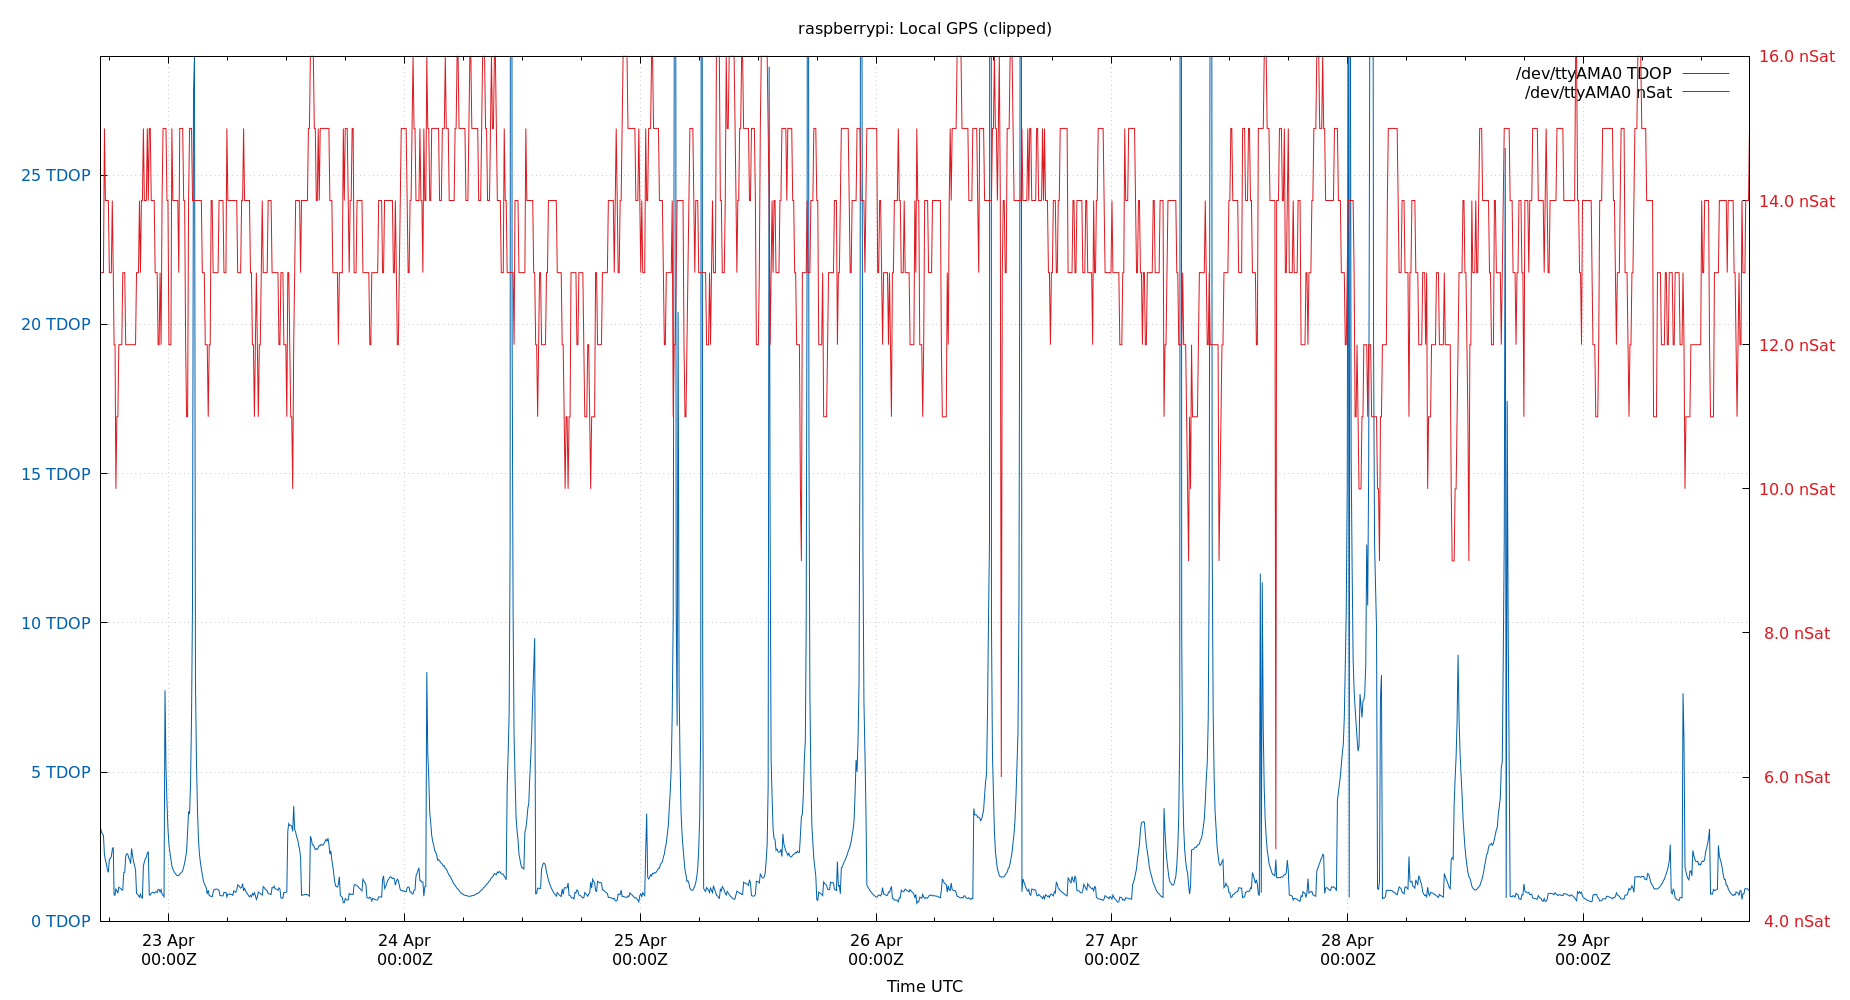 raspberrypi: Local GPS (clipped)
16.0 nSat
/dev/ttyAMA0 TDOP
/dev/ttyAMA0 nSat
25 TDOP
14.0 nSat
20 TDOP
12.0 nSat
15 TDOP
10.0 nSat
10 TDOP
8.0 nSat
5 TDOP
6.0 nSat
0 TDOP
4.0 nSat
23 Apr 24 Apr 25 Apr 26 Apr 27 Apr 28 Apr 29 Apr
00:00Z 00:00Z 00:00Z 00:00Z 00:00Z 00:00Z 00:00Z
Time UTC